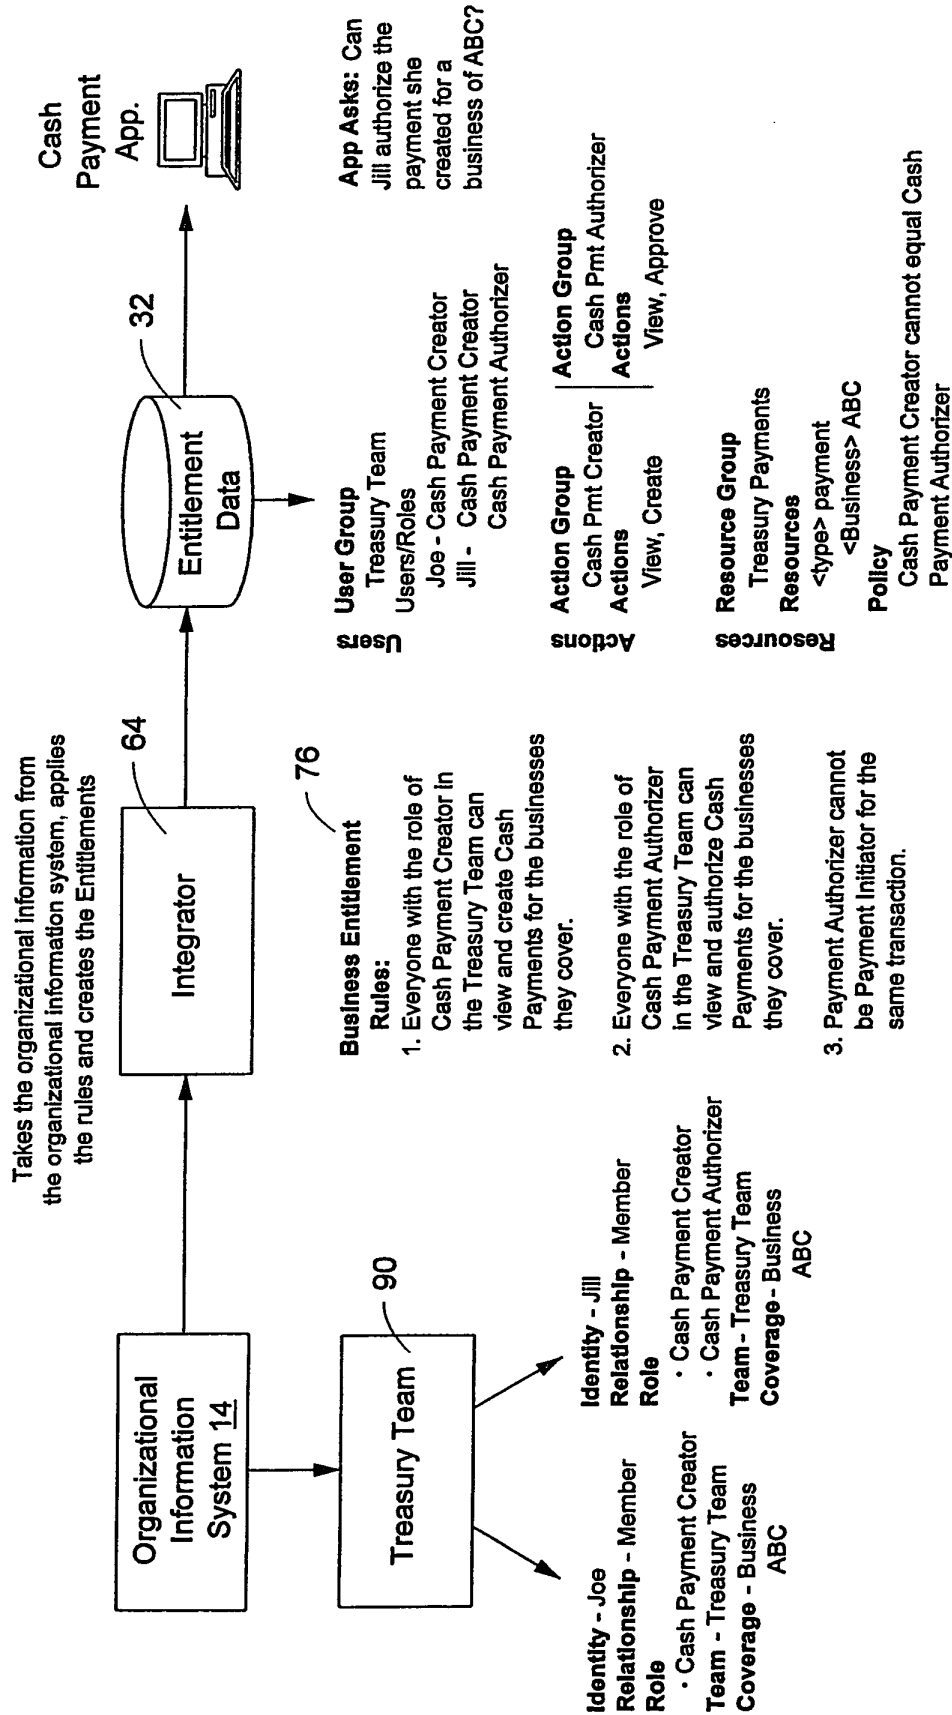 Takes the organizational information from
the organizational information system, applies
the rules and creates the Entitlements
Organizational
Information
System 14
Integrator
64
Entitlement
Data
32
Cash
Payment
App.
Treasury Team
90
Identity - Joe
Relationship - Member
Role
· Cash Payment Creator
Team - Treasury Team
Coverage - Business
ABC
Identity - Jill
Relationship - Member
Role
· Cash Payment Creator
· Cash Payment Authorizer
Team - Treasury Team
Coverage - Business
ABC
76
Business Entitlement
Rules:
1. Everyone with the role of
Cash Payment Creator in
the Treasury Team can
view and create Cash
Payments for the businesses
they cover.
2. Everyone with the role of
Cash Payment Authorizer
in the Treasury Team can
view and authorize Cash
Payments for the businesses
they cover.
3. Payment Authorizer cannot
be Payment Initiator for the
same transaction.
Users
User Group
Treasury Team
Users/Roles
Joe - Cash Payment Creator
Jill - Cash Payment Creator
Cash Payment Authorizer
Actions
Action Group
Cash Pmt Creator
Actions
View, Create
Action Group
Cash Pmt Authorizer
Actions
View, Approve
Resources
Resource Group
Treasury Payments
Resources
<type> payment
<Business> ABC
Policy
Cash Payment Creator cannot equal Cash
Payment Authorizer
App Asks: Can
Jill authorize the
payment she
created for a
business of ABC?